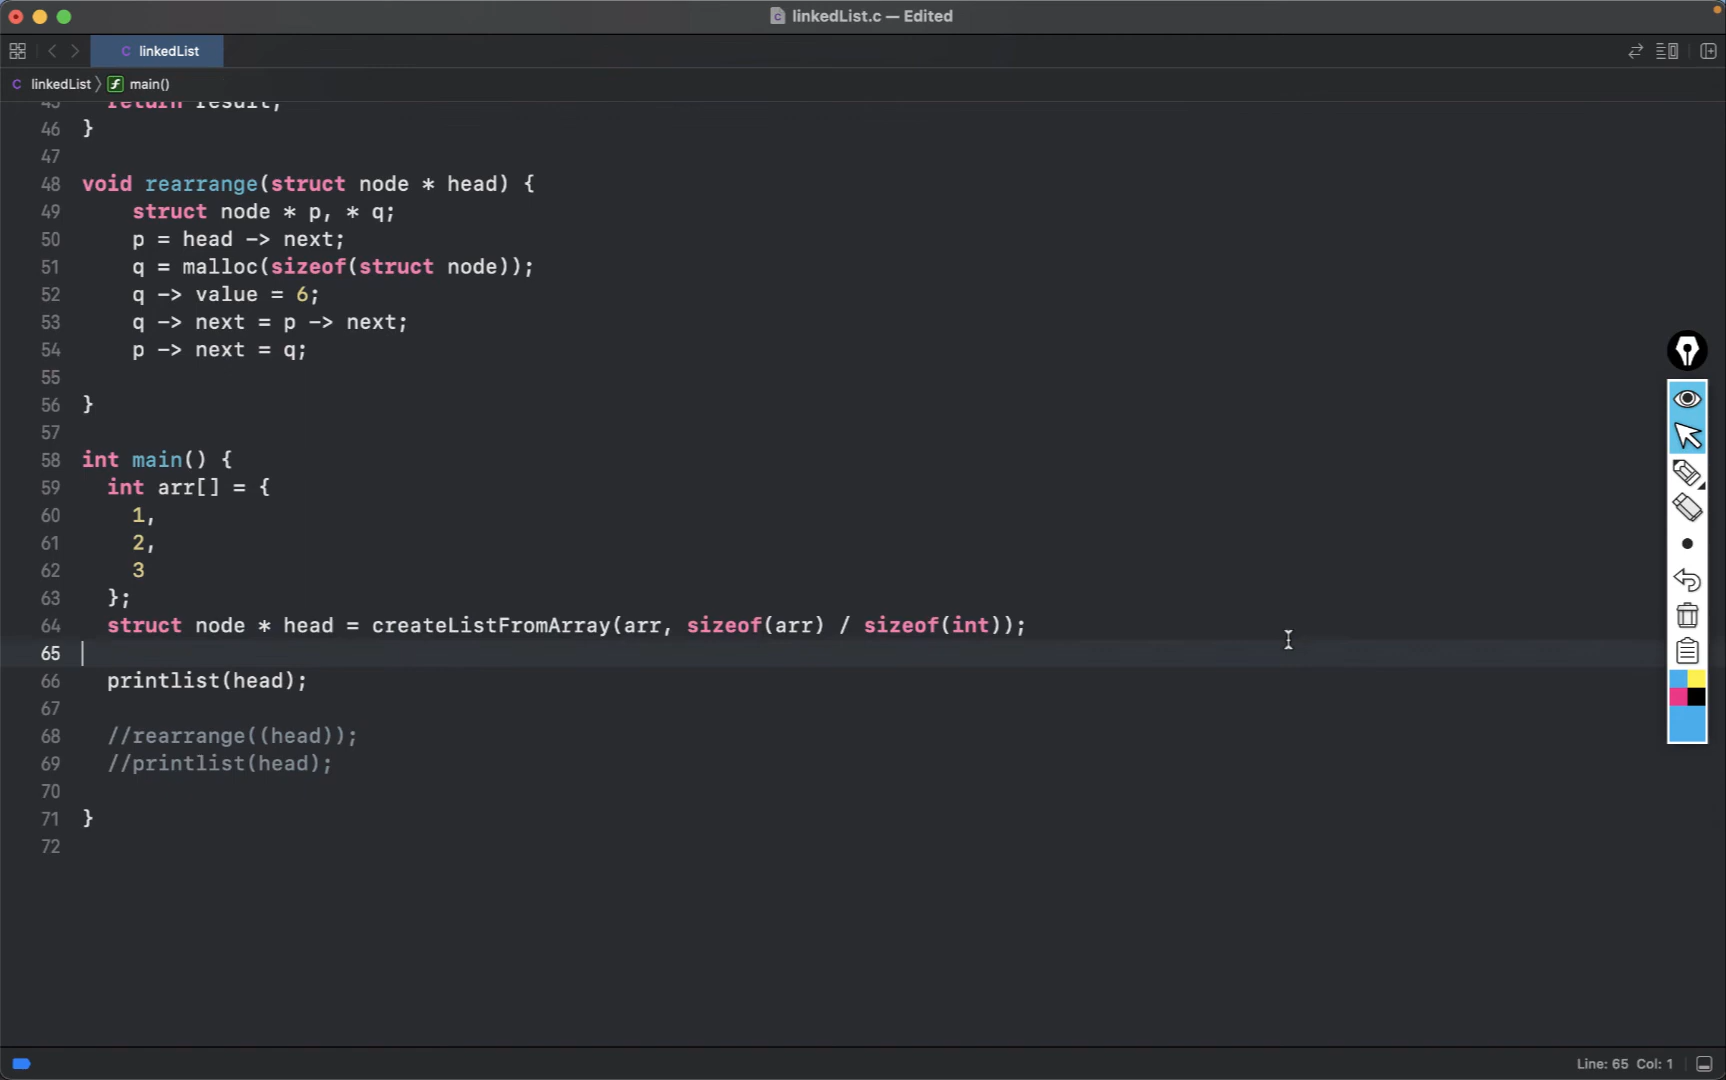 linkedList.c — Edited
C linkedList
C linkedList 〉 f main()
45 return result;
46 }
47
48 void rearrange(struct node * head) {
49 struct node * p, * q;
50 p = head -> next;
51 q = malloc(sizeof(struct node));
52 q -> value = 6;
53 q -> next = p -> next;
54 p -> next = q;
55
56 }
57
58 int main() {
59 int arr[] = {
60 1,
61 2,
62 3
63 };
64 struct node * head = createListFromArray(arr, sizeof(arr) / sizeof(int));
65
66 printlist(head);
67
68 //rearrange((head));
69 //printlist(head);
70
71 }
72
Line: 65 Col: 1